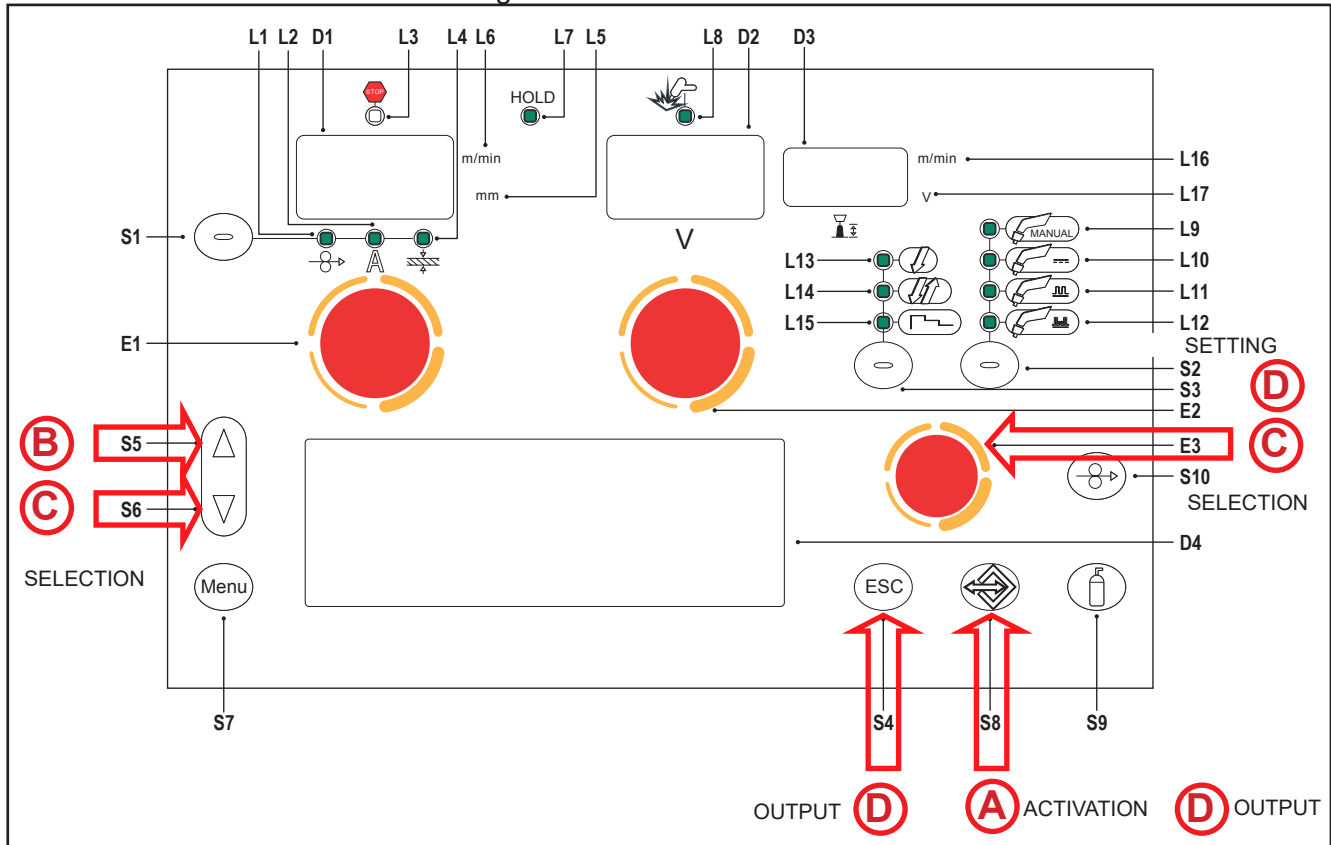 L1 L2 D1 L3 L4 L6 L7 L5 L8 D2 D3
STOP
HOLD
m/min
mm
m/min
V
L16
L17
S1
A
V
MANUAL
L9
L13
L10
L14
L11
L15
L12
E1
SETTING
S2
D
S3
E2
B
S5
E3
C
C
S6
S10
SELECTION
D4
SELECTION
Menu
ESC
S7
S4
S8
S9
OUTPUT
D
A
ACTIVATION
D
OUTPUT